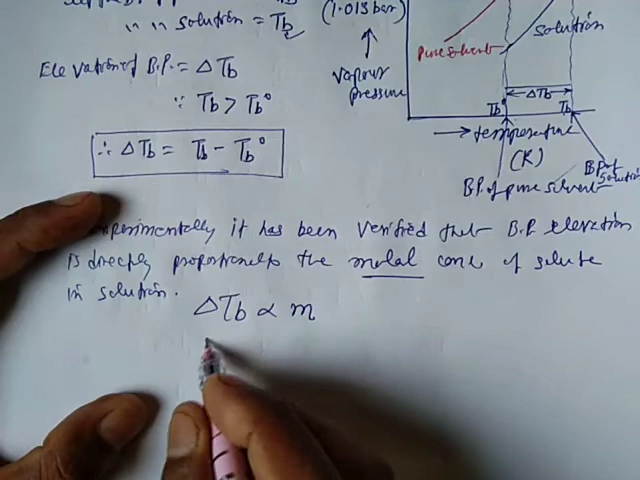 solution = Tb
(1.013 bar)
Elevation of B.P. = ΔTb
∵ Tb > Tb°
∴ ΔTb = Tb - Tb°
vapour
pressure
pure solvent
solution
ΔTb
Tb° Tb
temperature
(K)
B.P. of pure solvent
B.P. of
solution
xperimentally it has been verified that B.P. elevation
is directly proportional to the molal conc of solute
in solution.
ΔTb ∝ m